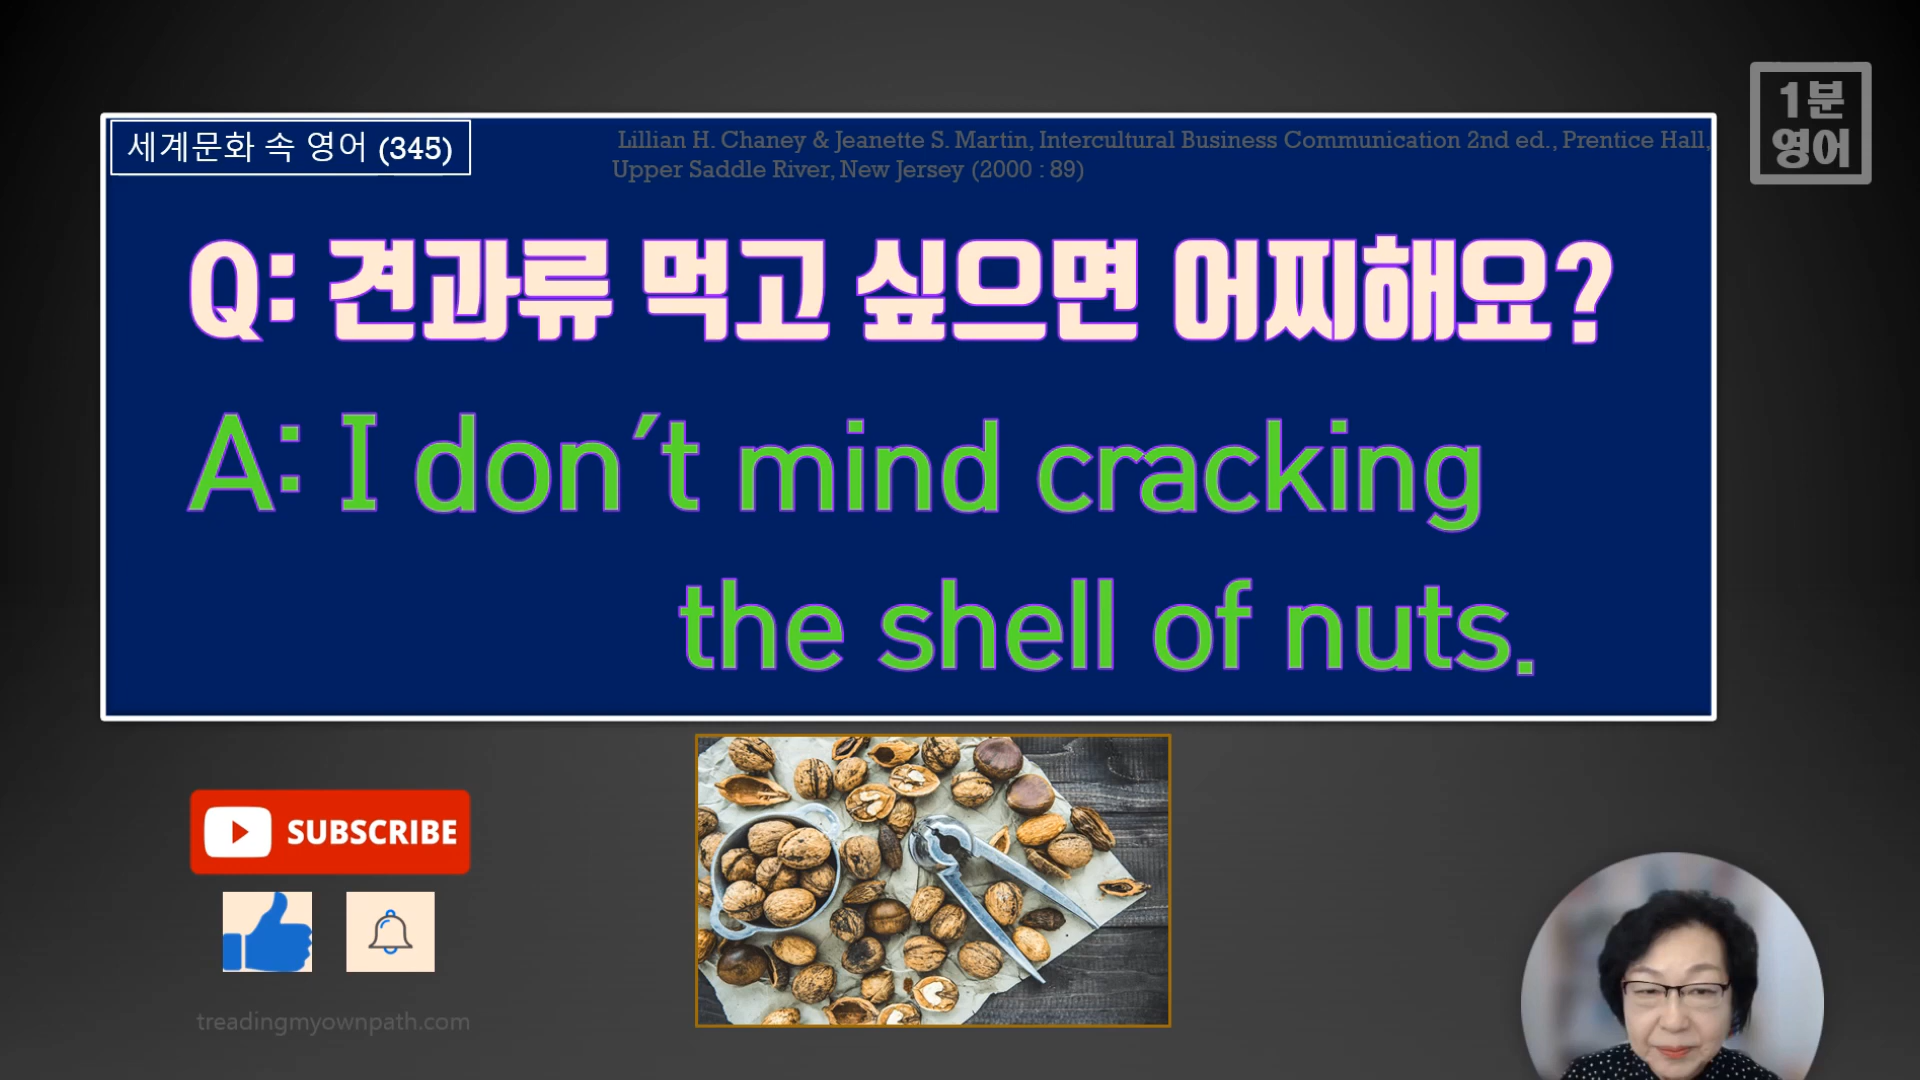 세계문화 속 영어 (345)
Lillian H. Chaney & Jeanette S. Martin, Intercultural Business Communication 2nd ed., Prentice Hall,
Upper Saddle River, New Jersey (2000 : 89)
1분
영어
Q: 견과류 먹고 싶으면 어찌해요?
A: I don´t mind cracking
the shell of nuts.
SUBSCRIBE
treadingmyownpath.com